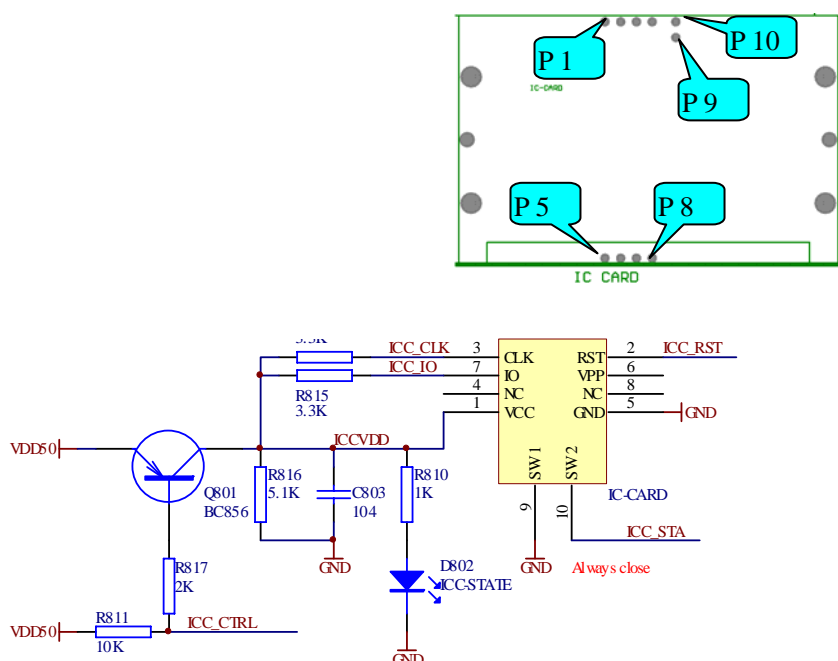 P 1
P 10
P 9
IC-CARD
P 5
P 8
IC CARD
ICC_CLK
3
CLK
RST
2
ICC_RST
ICC_IO
7
IO
VPP
6
R815
3.3K
4
NC
NC
8
1
VCC
GND
5
GND
VDD50
ICCVDD
SW1
SW2
Q801
BC856
R816
5.1K
C803
104
R810
1K
IC-CARD
9
10
ICC_STA
GND
GND
Always close
D802
ICC-STATE
R817
2K
VDD50
R811
10K
ICC_CTRL
GND